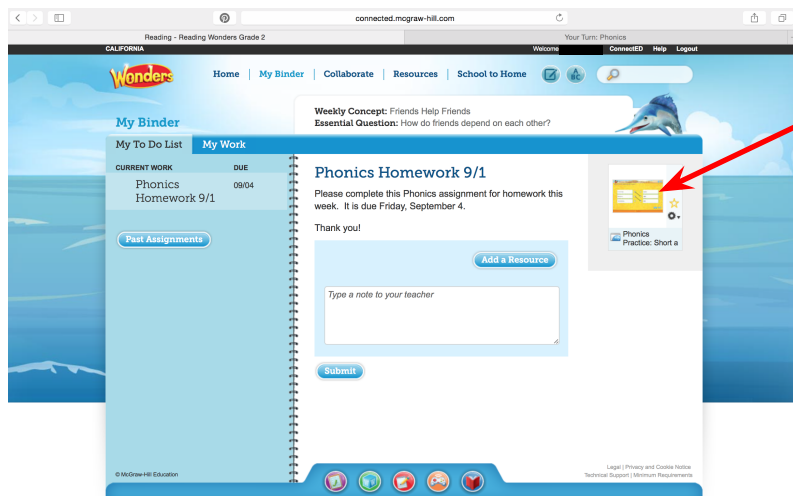 connected.mcgraw-hill.com
Reading - Reading Wonders Grade 2
Your Turn: Phonics
CALIFORNIA
Welcome
ConnectED Help Logout
Wonders
Home | My Binder | Collaborate | Resources | School to Home
My Binder
Weekly Concept: Friends Help Friends
Essential Question: How do friends depend on each other?
My To Do List
My Work
CURRENT WORK
DUE
Phonics
Homework 9/1
09/04
Past Assignments
Phonics Homework 9/1
Please complete this Phonics assignment for homework this
week. It is due Friday, September 4.
Thank you!
Add a Resource
Type a note to your teacher
Submit
Phonics
Practice: Short a
© McGraw-Hill Education
Legal | Privacy and Cookie Notice
Technical Support | Minimum Requirements